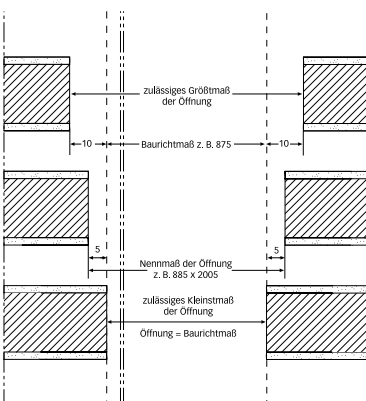 zulässiges Größtmaß
der Öffnung
10
Baurichtmaß z. B. 875
10
5
5
Nennmaß der Öffnung
z. B. 885 x 2005
zulässiges Kleinstmaß
der Öffnung
Öffnung = Baurichtmaß